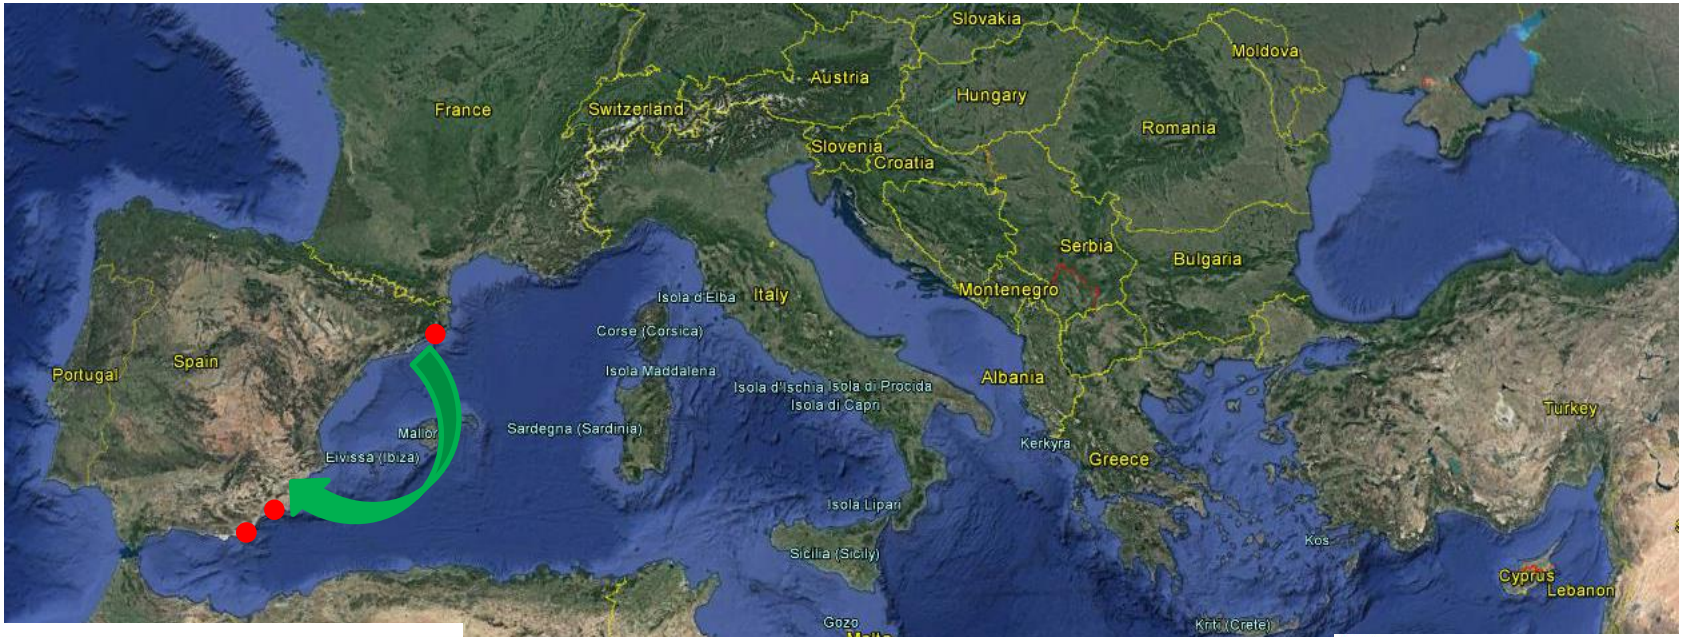 Slovakia
Moldova
Austria
Hungary
France
Switzerland
Romania
Slovenia
Croatia
Serbia
Bulgaria
Montenegro
Isola d'Elba
Italy
Corse (Corsica)
Spain
Portugal
Isola Maddalena
Albania
Isola d'Ischia Isola di Procida
Isola di Capri
Turkey
Mallor
Sardegna (Sardinia)
Kerkyra
Eivissa (Ibiza)
Greece
Isola Lipari
Kos
Sicilia (Sicily)
Cyprus
Lebanon
Gozo
Kriti (Crete)
Malta